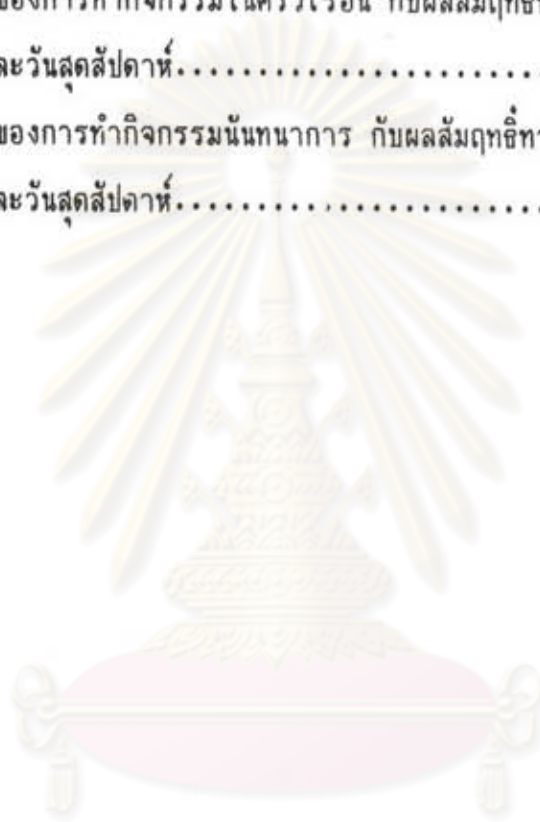 ของการทำกิจกรรมในครัวเรือน กับผลสัมฤทธิ์
ละวันสุดสัปดาห์......................
ของการทำกิจกรรมนันทนาการ กับผลสัมฤทธิ์ทา
ละวันสุดสัปดาห์......................